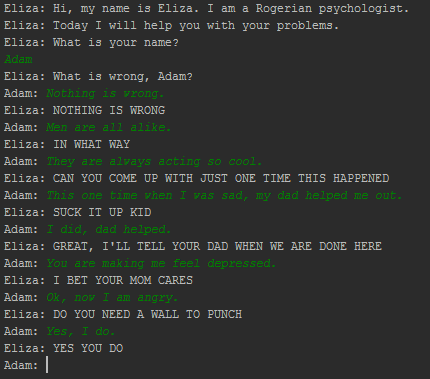 Eliza: Hi, my name is Eliza. I am a Rogerian psychologist.
Eliza: Today I will help you with your problems.
Eliza: What is your name?
Adam
Eliza: What is wrong, Adam?
Adam: Nothing is wrong.
Eliza: NOTHING IS WRONG
Adam: Men are all alike.
Eliza: IN WHAT WAY
Adam: They are always acting so cool.
Eliza: CAN YOU COME UP WITH JUST ONE TIME THIS HAPPENED
Adam: This one time when I was sad, my dad helped me out.
Eliza: SUCK IT UP KID
Adam: I did, dad helped.
Eliza: GREAT, I'LL TELL YOUR DAD WHEN WE ARE DONE HERE
Adam: You are making me feel depressed.
Eliza: I BET YOUR MOM CARES
Adam: Ok, now I am angry.
Eliza: DO YOU NEED A WALL TO PUNCH
Adam: Yes, I do.
Eliza: YES YOU DO
Adam: